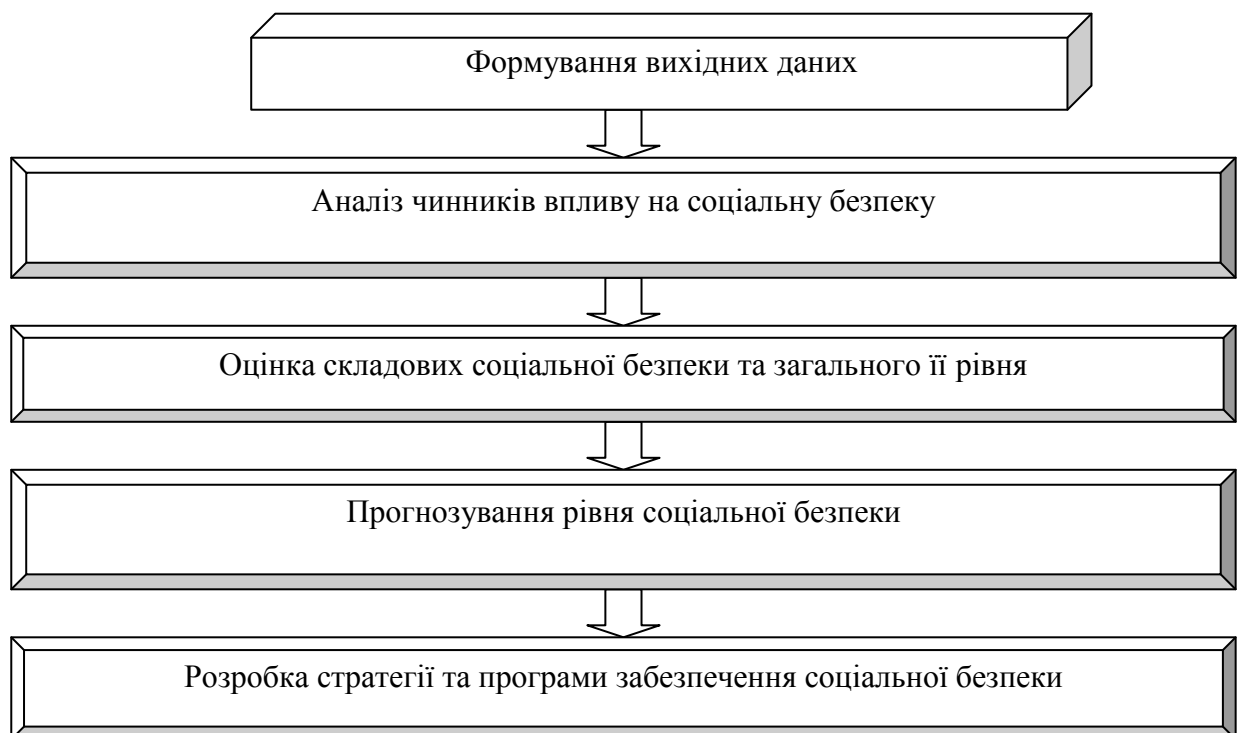 Формування вихідних даних
Аналіз чинників впливу на соціальну безпеку
Оцінка складових соціальної безпеки та загального її рівня
Прогнозування рівня соціальної безпеки
Розробка стратегії та програми забезпечення соціальної безпеки